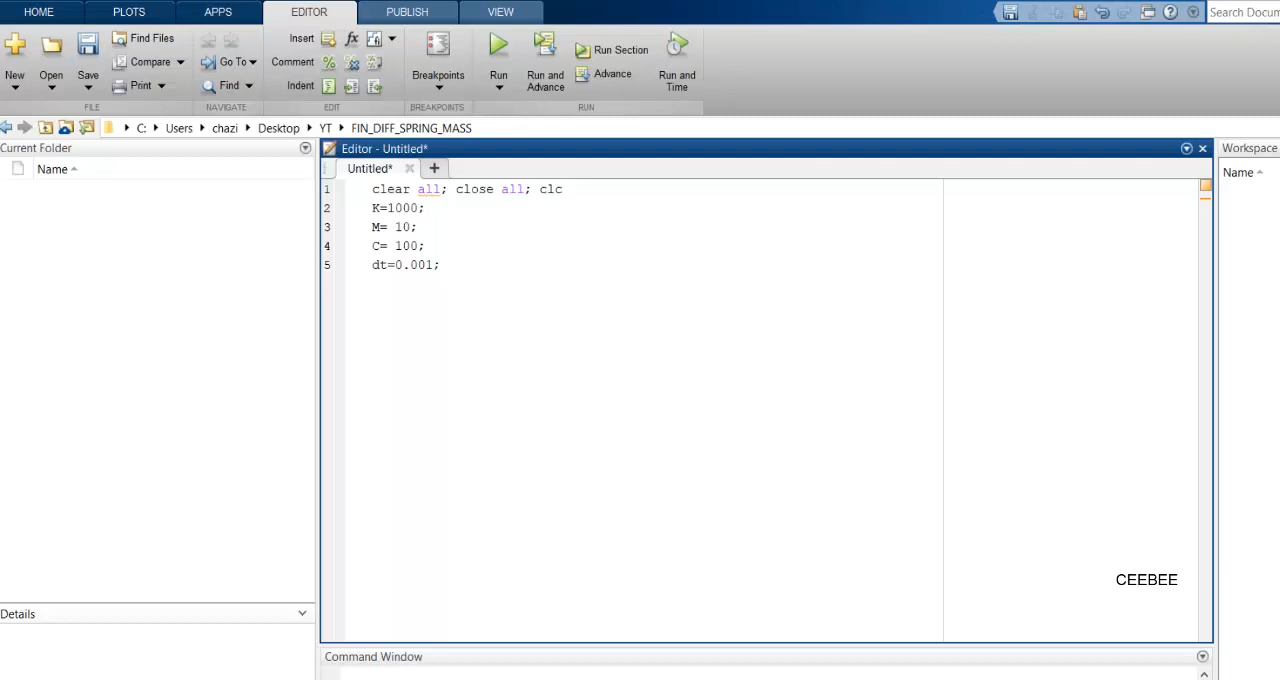 HOME PLOTS APPS EDITOR PUBLISH VIEW Search Docum
Find Files Insert fx
Compare Go To Comment Run Section
New Open Save Breakpoints Run Run and Run and
Print Find Indent Advance Advance Time
FILE NAVIGATE EDIT BREAKPOINTS RUN
C: Users chazi Desktop YT FIN_DIFF_SPRING_MASS
Current Folder Editor - Untitled* Workspace
Name Untitled* Name
1 clear all; close all; clc
2 K=1000;
3 M= 10;
4 C= 100;
5 dt=0.001;
CEEBEE
Details
Command Window